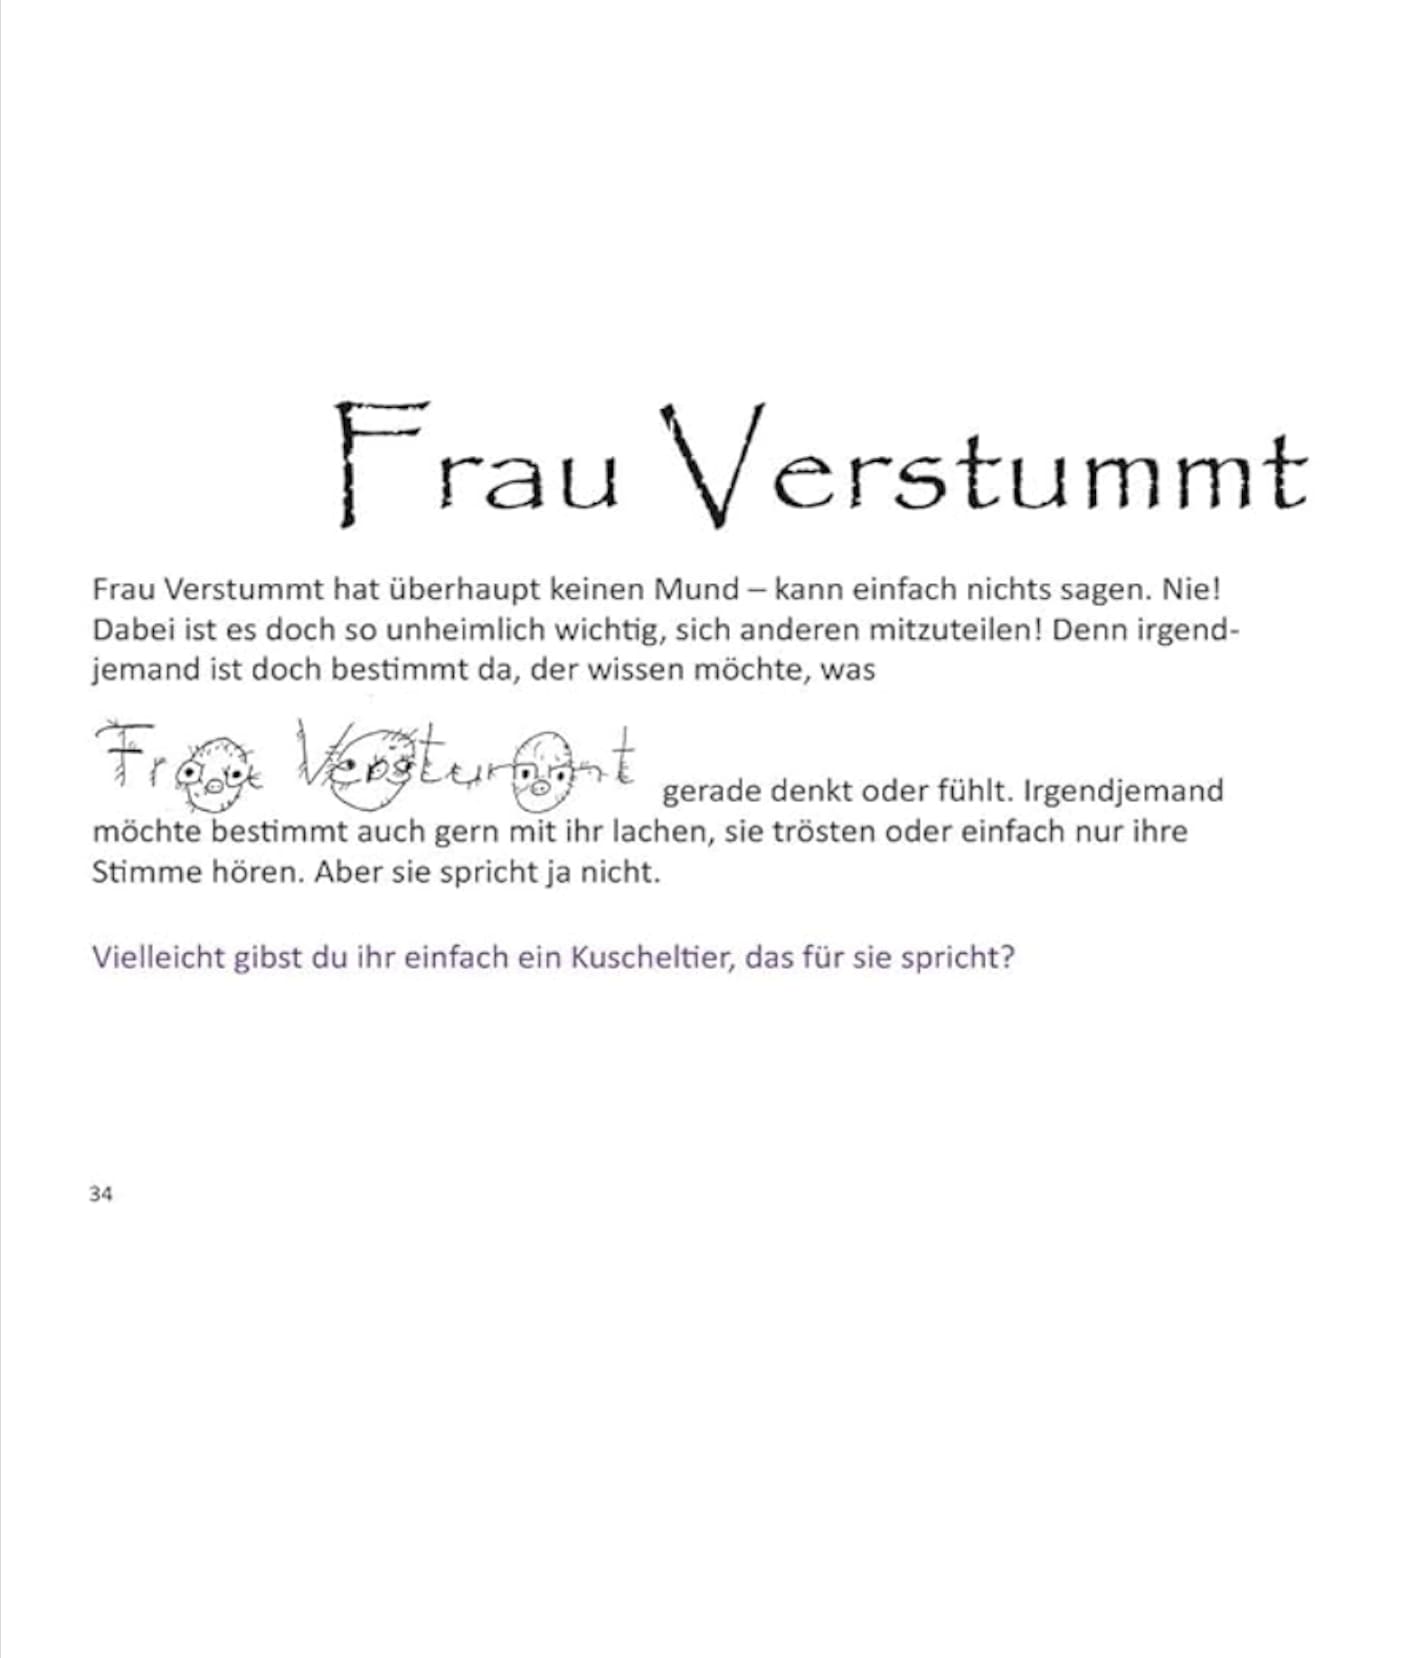 Frau Verstummt
Frau Verstummt hat überhaupt keinen Mund – kann einfach nichts sagen. Nie!
Dabei ist es doch so unheimlich wichtig, sich anderen mitzuteilen! Denn irgend-
jemand ist doch bestimmt da, der wissen möchte, was
Frau Verstummt gerade denkt oder fühlt. Irgendjemand
möchte bestimmt auch gern mit ihr lachen, sie trösten oder einfach nur ihre
Stimme hören. Aber sie spricht ja nicht.
Vielleicht gibst du ihr einfach ein Kuscheltier, das für sie spricht?
34